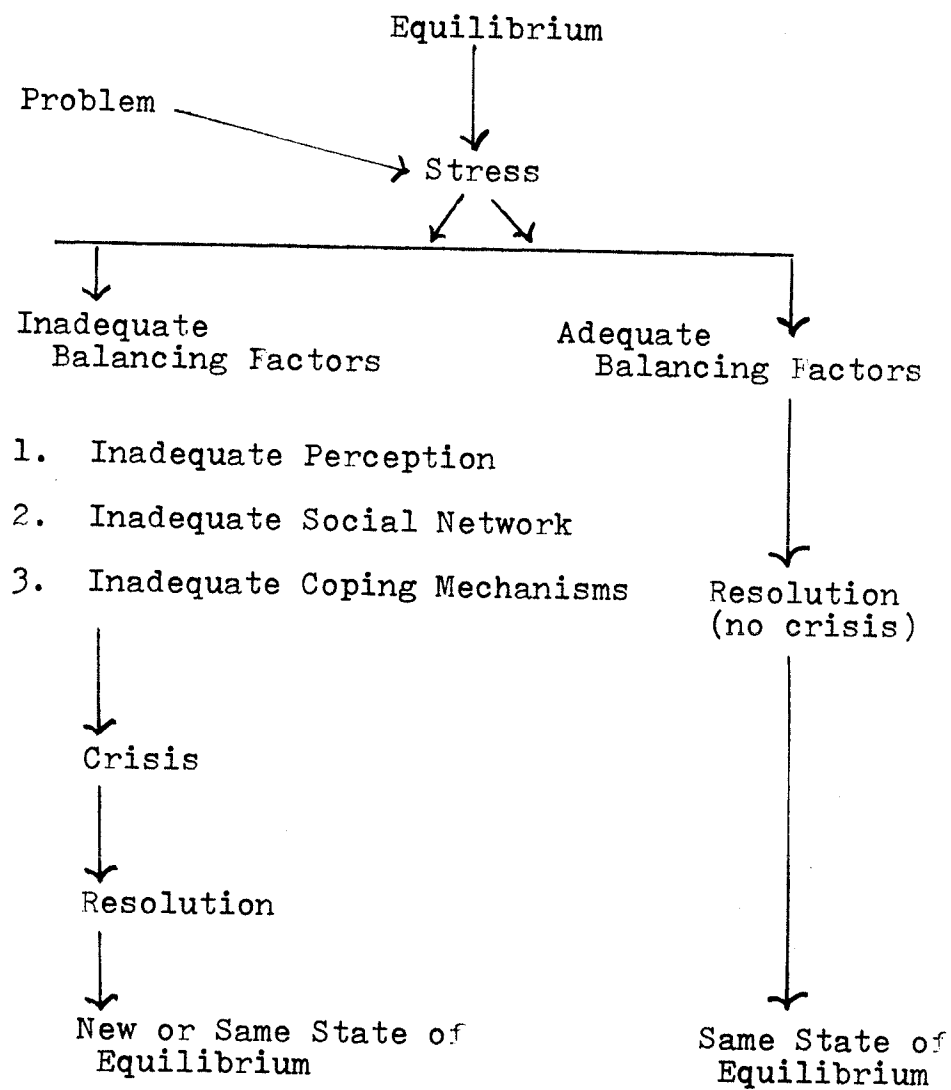 Equilibrium
Problem
Stress
Inadequate
Balancing Factors
Adequate
Balancing Factors
1. Inadequate Perception
2. Inadequate Social Network
3. Inadequate Coping Mechanisms
Resolution
(no crisis)
Crisis
Resolution
New or Same State of
Equilibrium
Same State of
Equilibrium